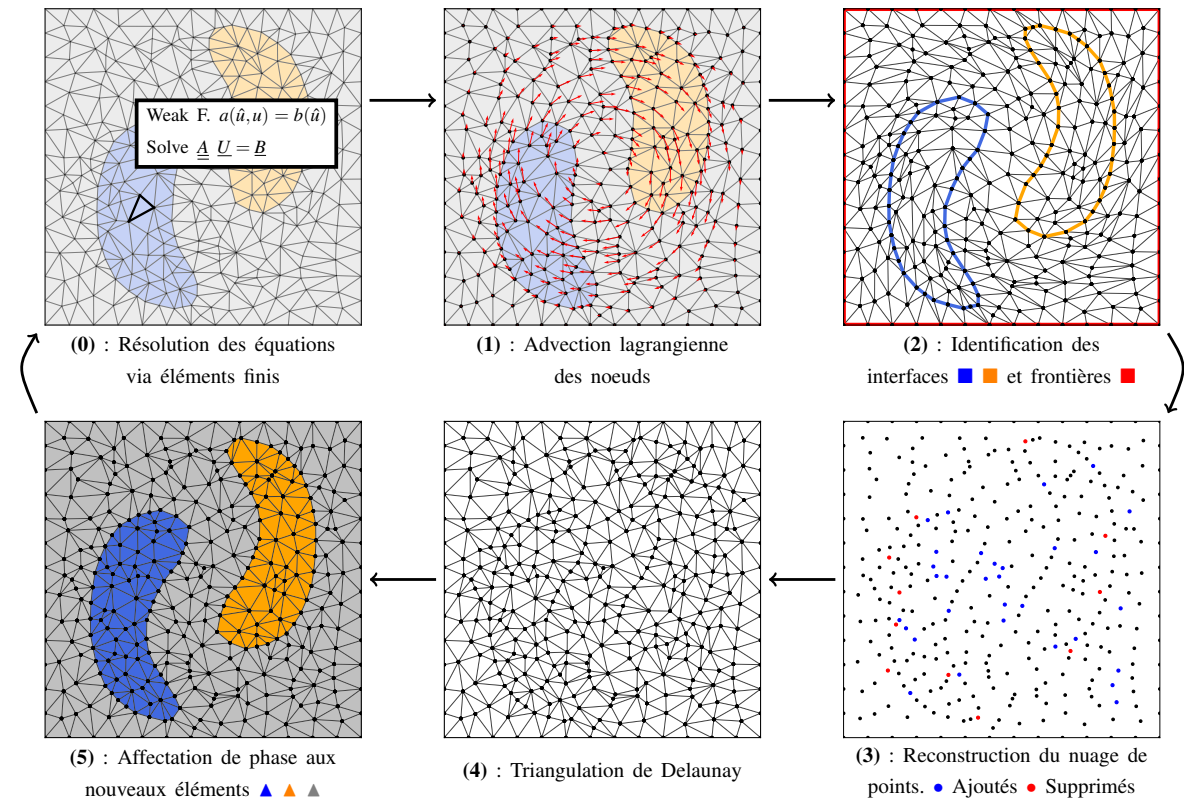 Weak F. a(û,u) = b(û)
Solve A U = B
(0) : Résolution des équations
via éléments finis
(1) : Advection lagrangienne
des noeuds
(2) : Identification des
interfaces ■ ■ et frontières ■
(5) : Affectation de phase aux
nouveaux éléments ▲ ▲ ▲
(4) : Triangulation de Delaunay
(3) : Reconstruction du nuage de
points. • Ajoutés • Supprimés